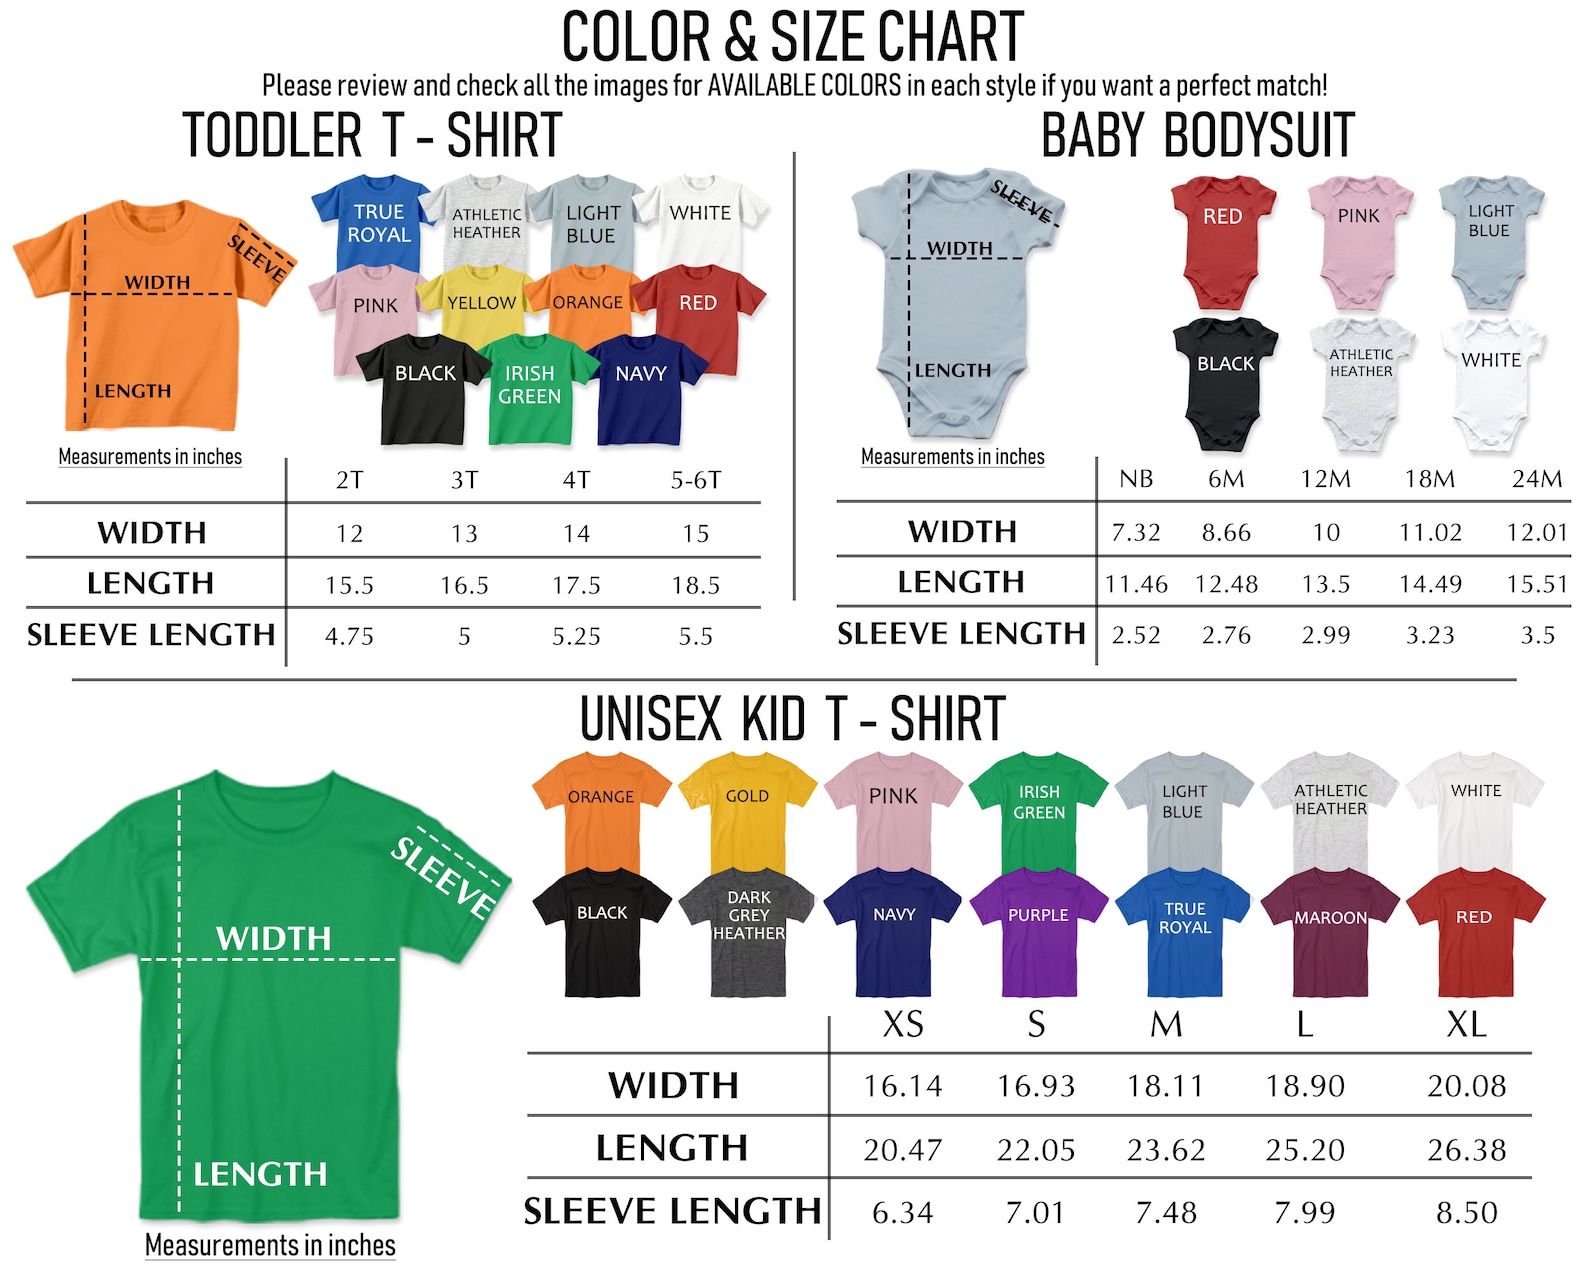 COLOR & SIZE CHART
Please review and check all the images for AVAILABLE COLORS in each style if you want a perfect match!
TODDLER T - SHIRT
WIDTH
LENGTH
SLEEVE
TRUE
ROYAL
ATHLETIC
HEATHER
LIGHT
BLUE
WHITE
PINK
YELLOW
ORANGE
RED
BLACK
IRISH
GREEN
NAVY
Measurements in inches
2T 3T 4T 5-6T
WIDTH 12 13 14 15
LENGTH 15.5 16.5 17.5 18.5
SLEEVE LENGTH 4.75 5 5.25 5.5
BABY BODYSUIT
SLEEVE
WIDTH
LENGTH
RED
PINK
LIGHT
BLUE
BLACK
ATHLETIC
HEATHER
WHITE
Measurements in inches
NB 6M 12M 18M 24M
WIDTH 7.32 8.66 10 11.02 12.01
LENGTH 11.46 12.48 13.5 14.49 15.51
SLEEVE LENGTH 2.52 2.76 2.99 3.23 3.5
UNISEX KID T - SHIRT
SLEEVE
WIDTH
LENGTH
Measurements in inches
ORANGE
GOLD
PINK
IRISH
GREEN
LIGHT
BLUE
ATHLETIC
HEATHER
WHITE
BLACK
DARK
GREY
HEATHER
NAVY
PURPLE
TRUE
ROYAL
MAROON
RED
XS S M L XL
WIDTH 16.14 16.93 18.11 18.90 20.08
LENGTH 20.47 22.05 23.62 25.20 26.38
SLEEVE LENGTH 6.34 7.01 7.48 7.99 8.50